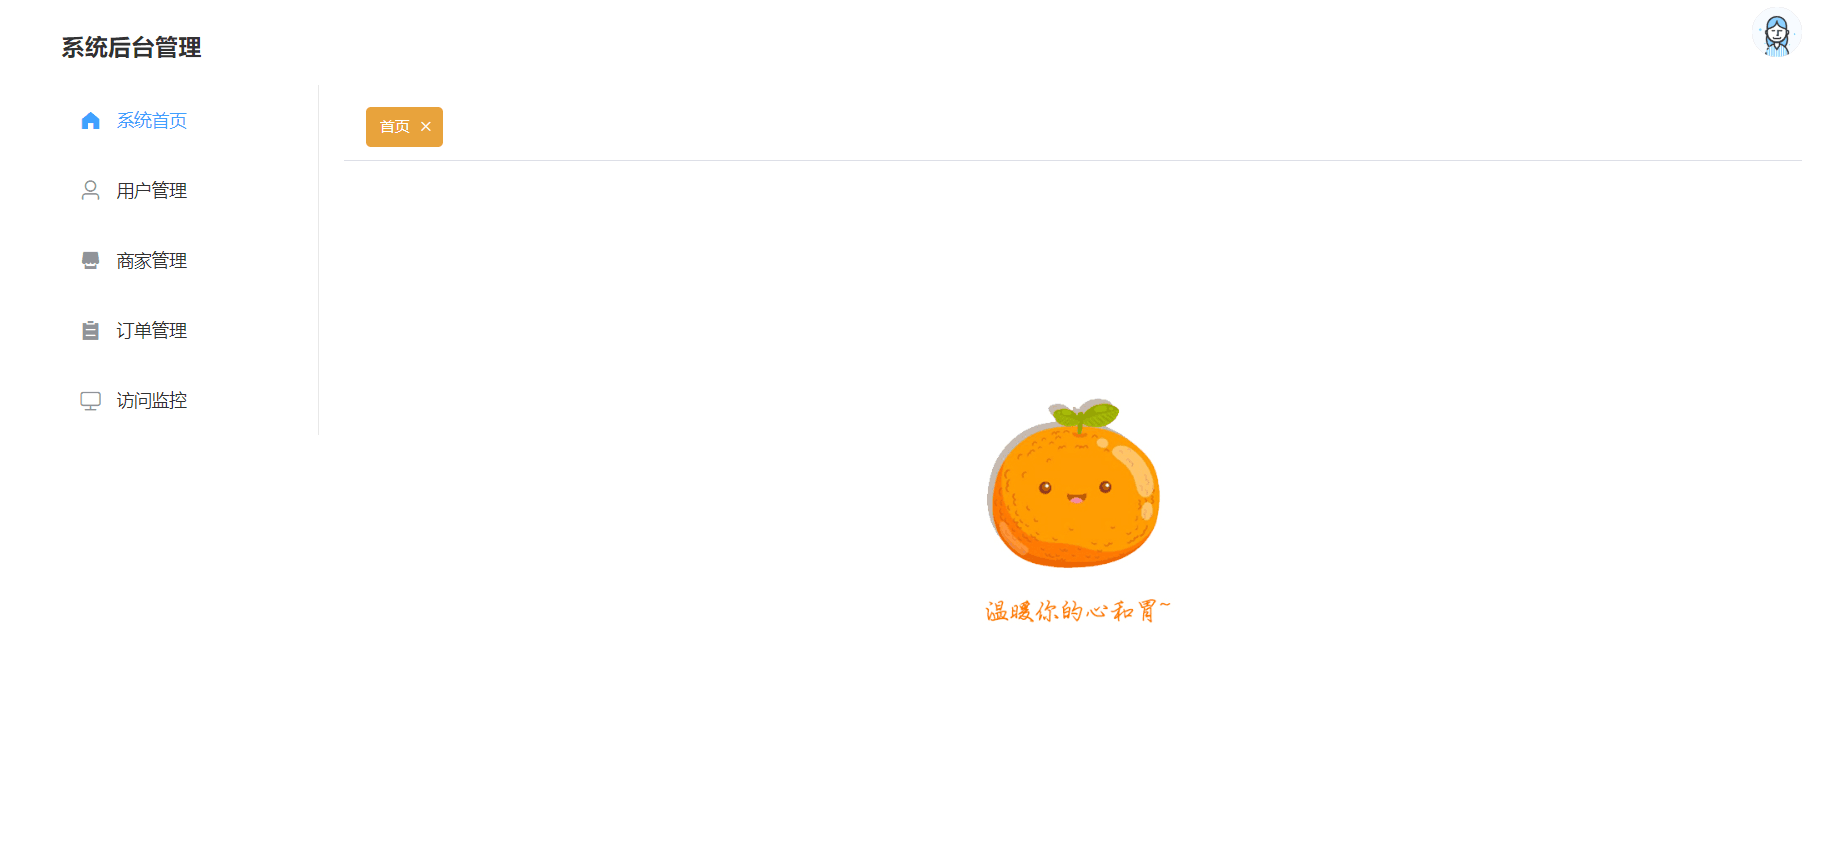 系统后台管理
系统首页
用户管理
商家管理
订单管理
访问监控
首页
温暖你的心和胃~